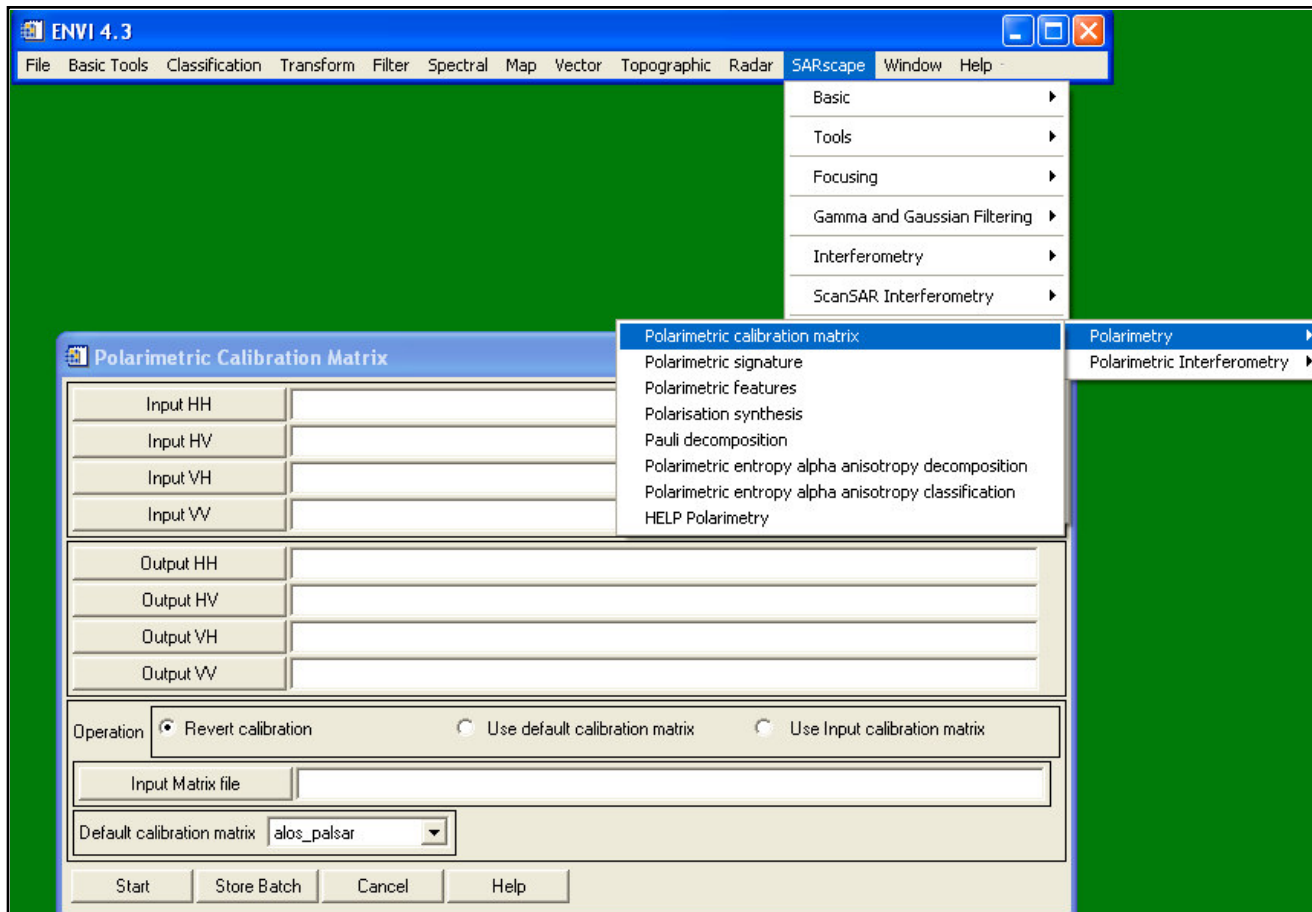 ENVI 4.3
File Basic Tools Classification Transform Filter Spectral Map Vector Topographic Radar SARscape Window Help
Basic
Tools
Focusing
Gamma and Gaussian Filtering
Interferometry
ScanSAR Interferometry
Polarimetry
Polarimetric Interferometry
Polarimetric calibration matrix
Polarimetric signature
Polarimetric features
Polarisation synthesis
Pauli decomposition
Polarimetric entropy alpha anisotropy decomposition
Polarimetric entropy alpha anisotropy classification
HELP Polarimetry
Polarimetric Calibration Matrix
Input HH
Input HV
Input VH
Input VV
Output HH
Output HV
Output VH
Output VV
Operation Revert calibration Use default calibration matrix Use Input calibration matrix
Input Matrix file
Default calibration matrix alos_palsar
Start Store Batch Cancel Help